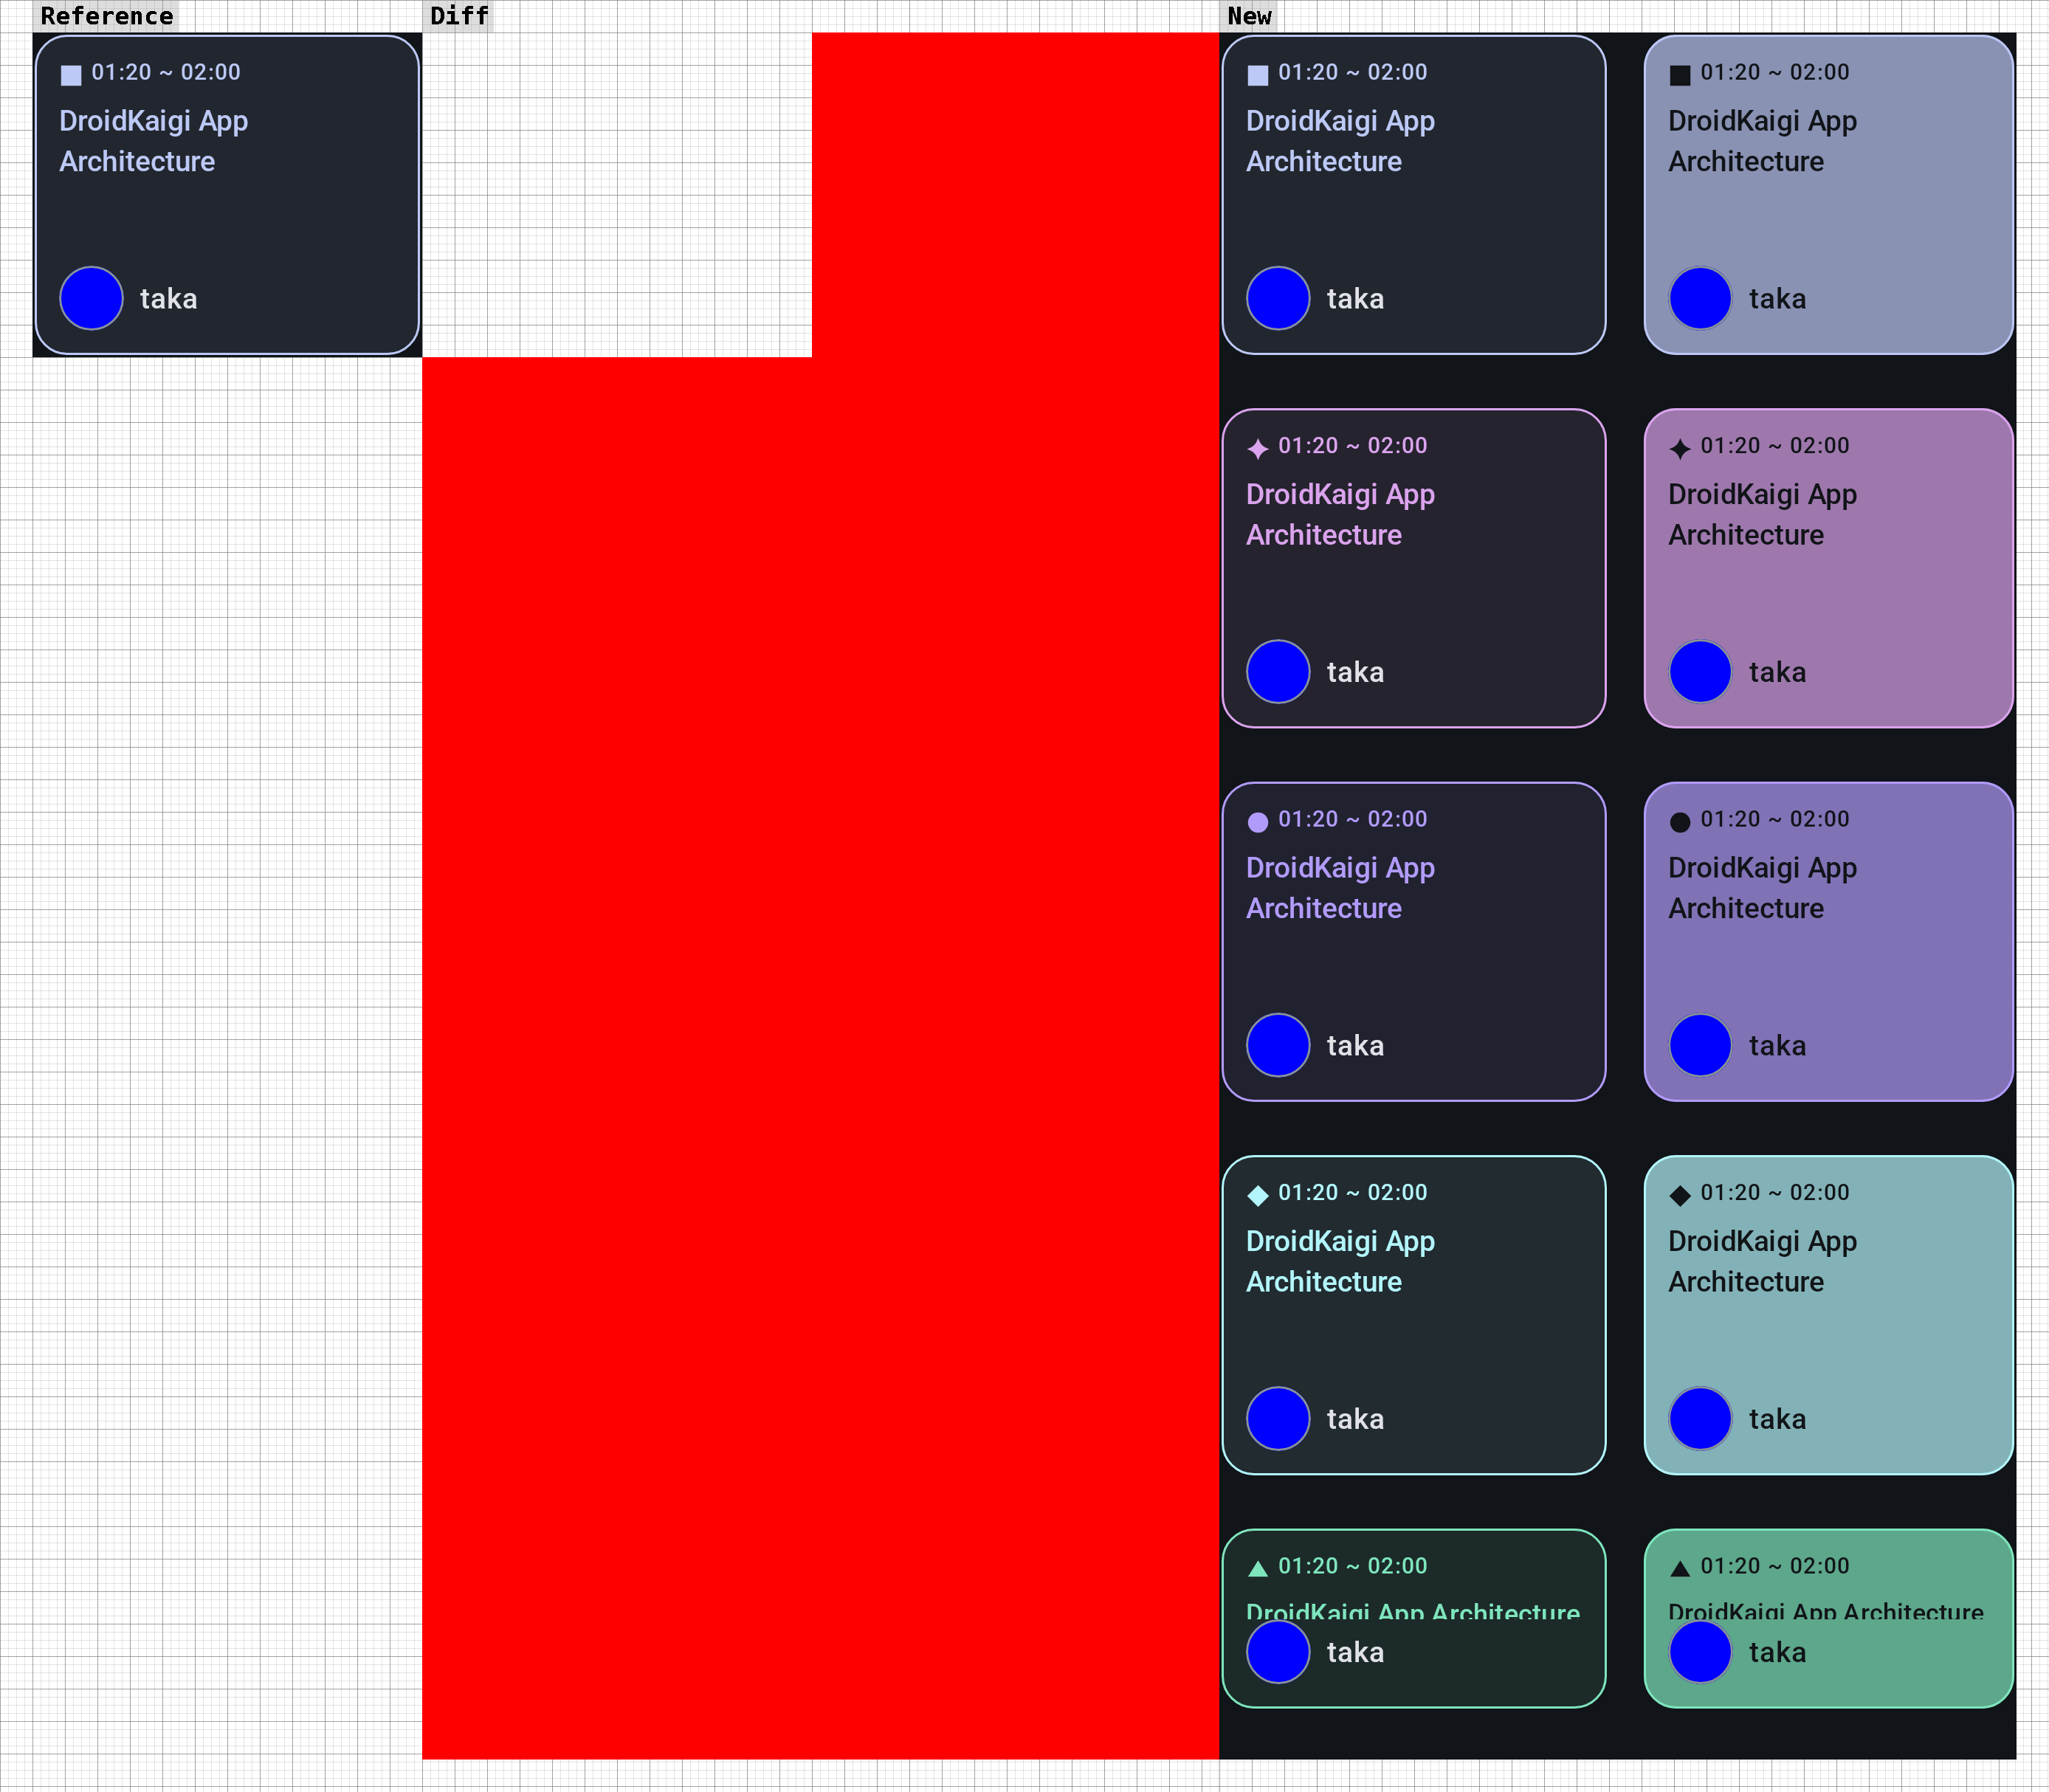 Reference
Diff
New
01:20 ~ 02:00
DroidKaigi App
Architecture
taka
01:20 ~ 02:00
DroidKaigi App
Architecture
taka
01:20 ~ 02:00
DroidKaigi App
Architecture
taka
01:20 ~ 02:00
DroidKaigi App
Architecture
taka
01:20 ~ 02:00
DroidKaigi App
Architecture
taka
01:20 ~ 02:00
DroidKaigi App
Architecture
taka
01:20 ~ 02:00
DroidKaigi App
Architecture
taka
01:20 ~ 02:00
DroidKaigi App
Architecture
taka
01:20 ~ 02:00
DroidKaigi App
Architecture
taka
01:20 ~ 02:00
DroidKaigi App Architecture
taka
01:20 ~ 02:00
DroidKaigi App Architecture
taka